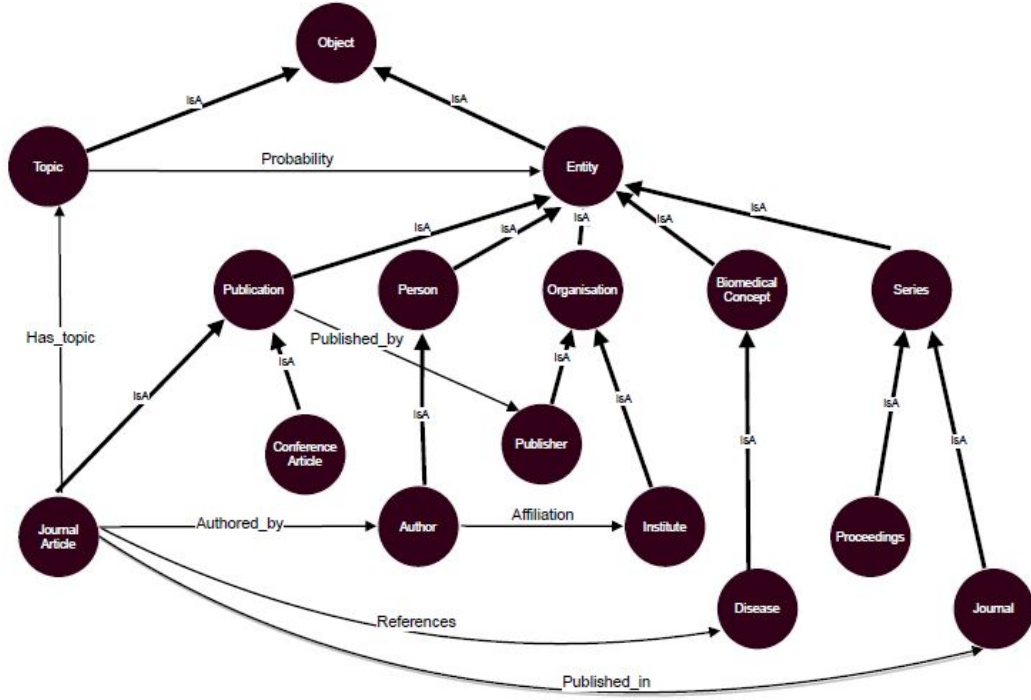 Object
IsA
IsA
Topic
Probability
Entity
IsA
IsA
IsA
IsA
IsA
Publication
Person
Organisation
Biomedical
Concept
Series
Has_topic
Published_by
IsA
IsA
IsA
IsA
IsA
IsA
IsA
IsA
Conference
Article
Publisher
Journal
Article
Authored_by
Author
Affiliation
Institute
Proceedings
References
Disease
Journal
Published_in